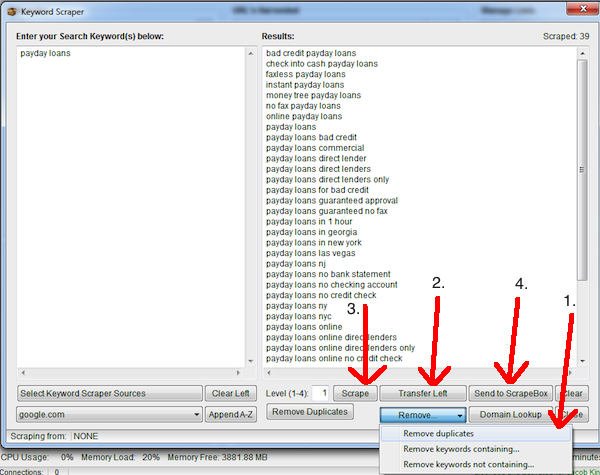 Keyword Scraper
Enter your Search Keyword(s) below:
payday loans
Results:
Scraped: 39
bad credit payday loans
check into cash payday loans
faxless payday loans
instant payday loans
money tree payday loans
no fax payday loans
online payday loans
payday loans
payday loans bad credit
payday loans commercial
payday loans direct lender
payday loans direct lenders
payday loans direct lenders only
payday loans for bad credit
payday loans guaranteed approval
payday loans guaranteed no fax
payday loans in 1 hour
payday loans in georgia
payday loans in new york
payday loans las vegas
payday loans nj
payday loans no bank statement
payday loans no checking account
payday loans no credit check
payday loans ny
payday loans nyc
payday loans online
payday loans online direct lenders
payday loans online direct lenders only
payday loans online no credit check
3.
2.
4.
1.
Select Keyword Scraper Sources
Clear Left
Level (1-4): 1
Scrape
Transfer Left
Send to ScrapeBox
Clear
google.com
Append A-Z
Remove Duplicates
Remove...
Domain Lookup
Close
Remove duplicates
Remove keywords containing...
Remove keywords not containing...
Scraping from: NONE
CPU Usage: 0% Memory Load: 20% Memory Free: 3881.88 MB
Connections: 0